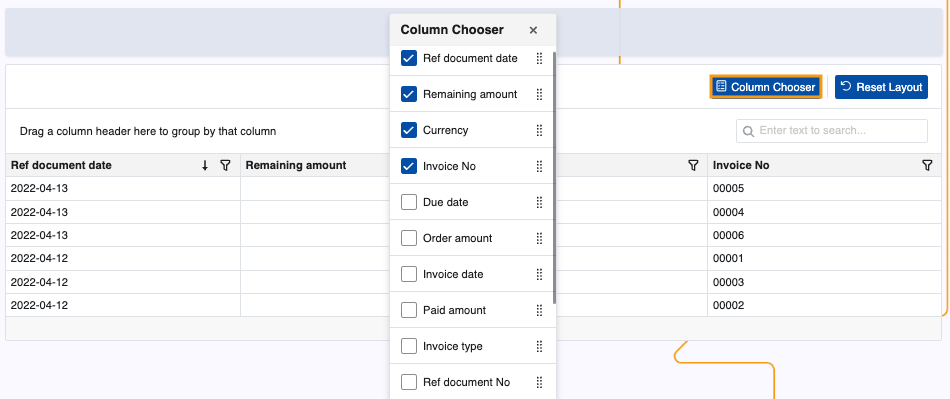 Column Chooser
Ref document date
Remaining amount
Currency
Invoice No
Due date
Order amount
Invoice date
Paid amount
Invoice type
Ref document No
Column Chooser Reset Layout
Drag a column header here to group by that column
Enter text to search...
Ref document date Remaining amount Invoice No
2022-04-13 00005
2022-04-13 00004
2022-04-13 00006
2022-04-12 00001
2022-04-12 00003
2022-04-12 00002